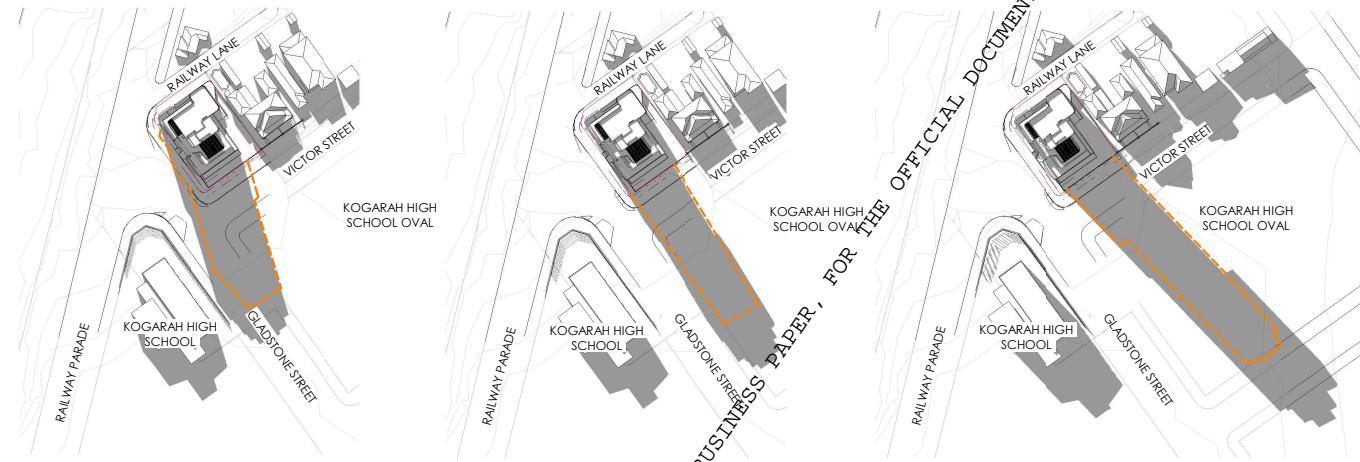 RAILWAY LANE
VICTOR STREET
KOGARAH HIGH
SCHOOL OVAL
KOGARAH HIGH
SCHOOL
RAILWAY PARADE
GLADSTONE STREET
RAILWAY LANE
VICTOR STREET
KOGARAH HIGH
SCHOOL OVAL
KOGARAH HIGH
SCHOOL
RAILWAY PARADE
GLADSTONE STREET
BUSINESS PAPER, FOR THE OFFICIAL DOCUMENT
RAILWAY LANE
VICTOR STREET
KOGARAH HIGH
SCHOOL OVAL
KOGARAH HIGH
SCHOOL
RAILWAY PARADE
GLADSTONE STREET